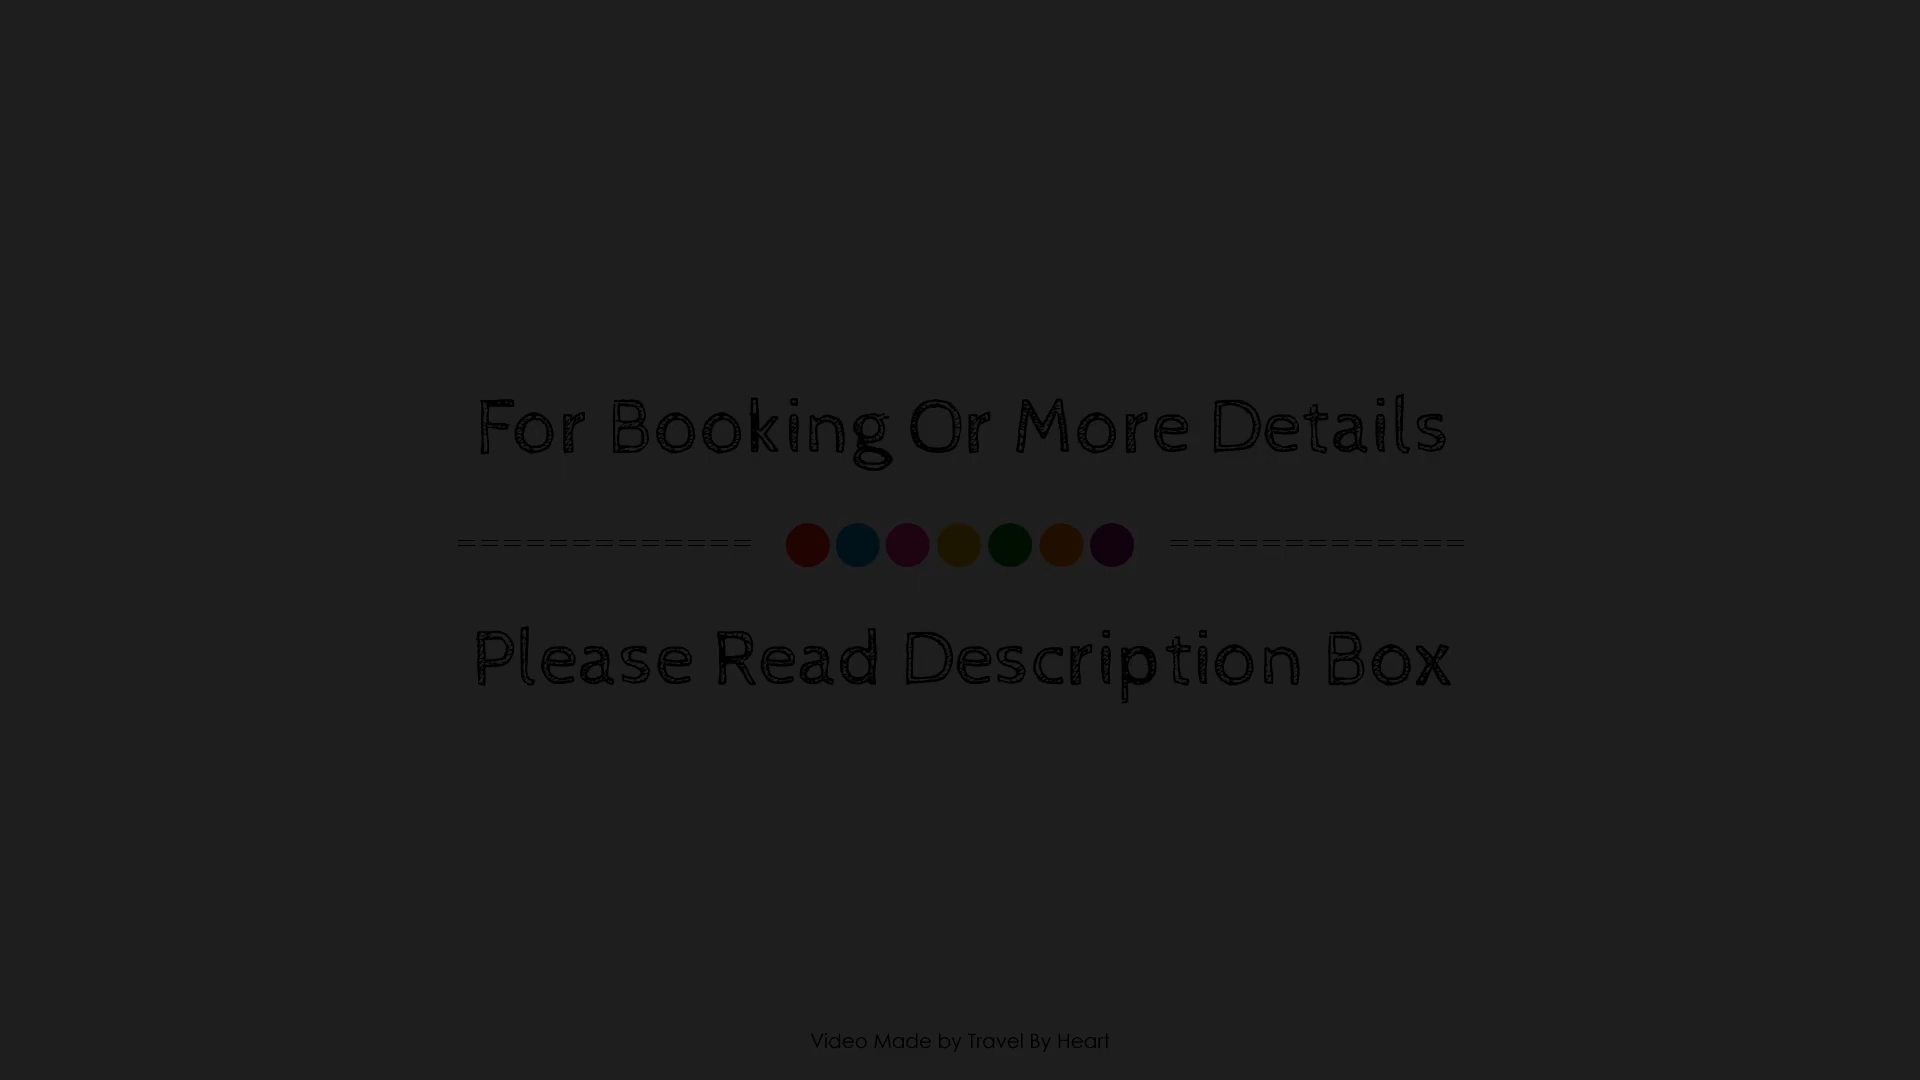 For Booking Or More Details
============= =============
Please Read Description Box
Video Made by Travel By Heart